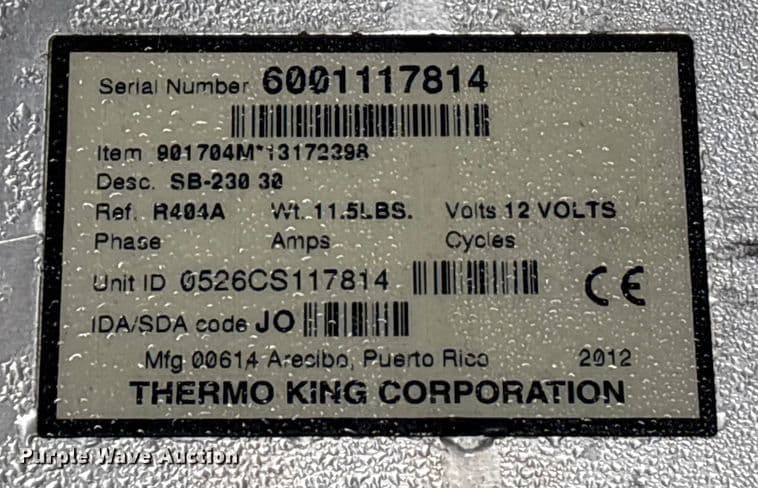 Serial Number 6001117814
Item 901704M*13172398
Desc. SB-230 30
Ref. R404A Wt. 11.5LBS. Volts 12 VOLTS
Phase Amps Cycles
Unit ID 0526CS117814 CE
IDA/SDA code JO
Mfg 00614 Arecibo, Puerto Rico 2012
THERMO KING CORPORATION
Purple Wave Auction